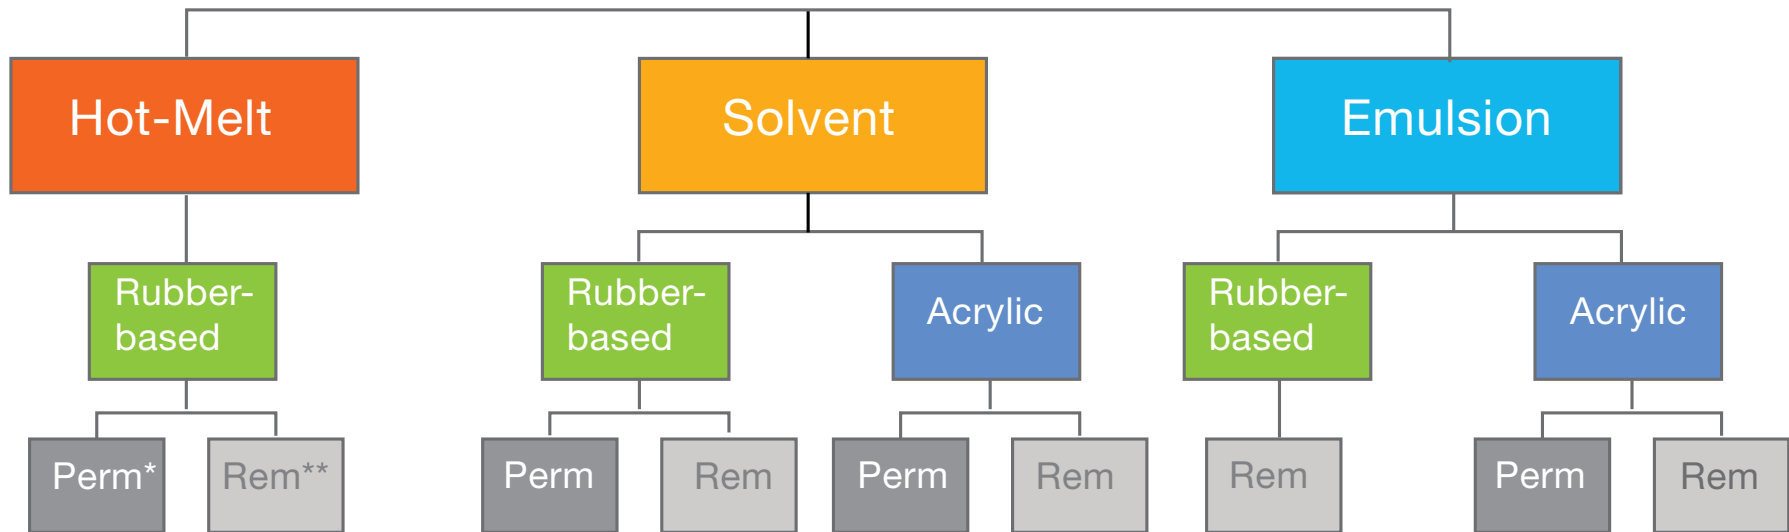 Hot-Melt
Solvent
Emulsion
Rubber-
based
Rubber-
based
Acrylic
Rubber-
based
Acrylic
Perm*
Rem**
Perm
Rem
Perm
Rem
Rem
Perm
Rem